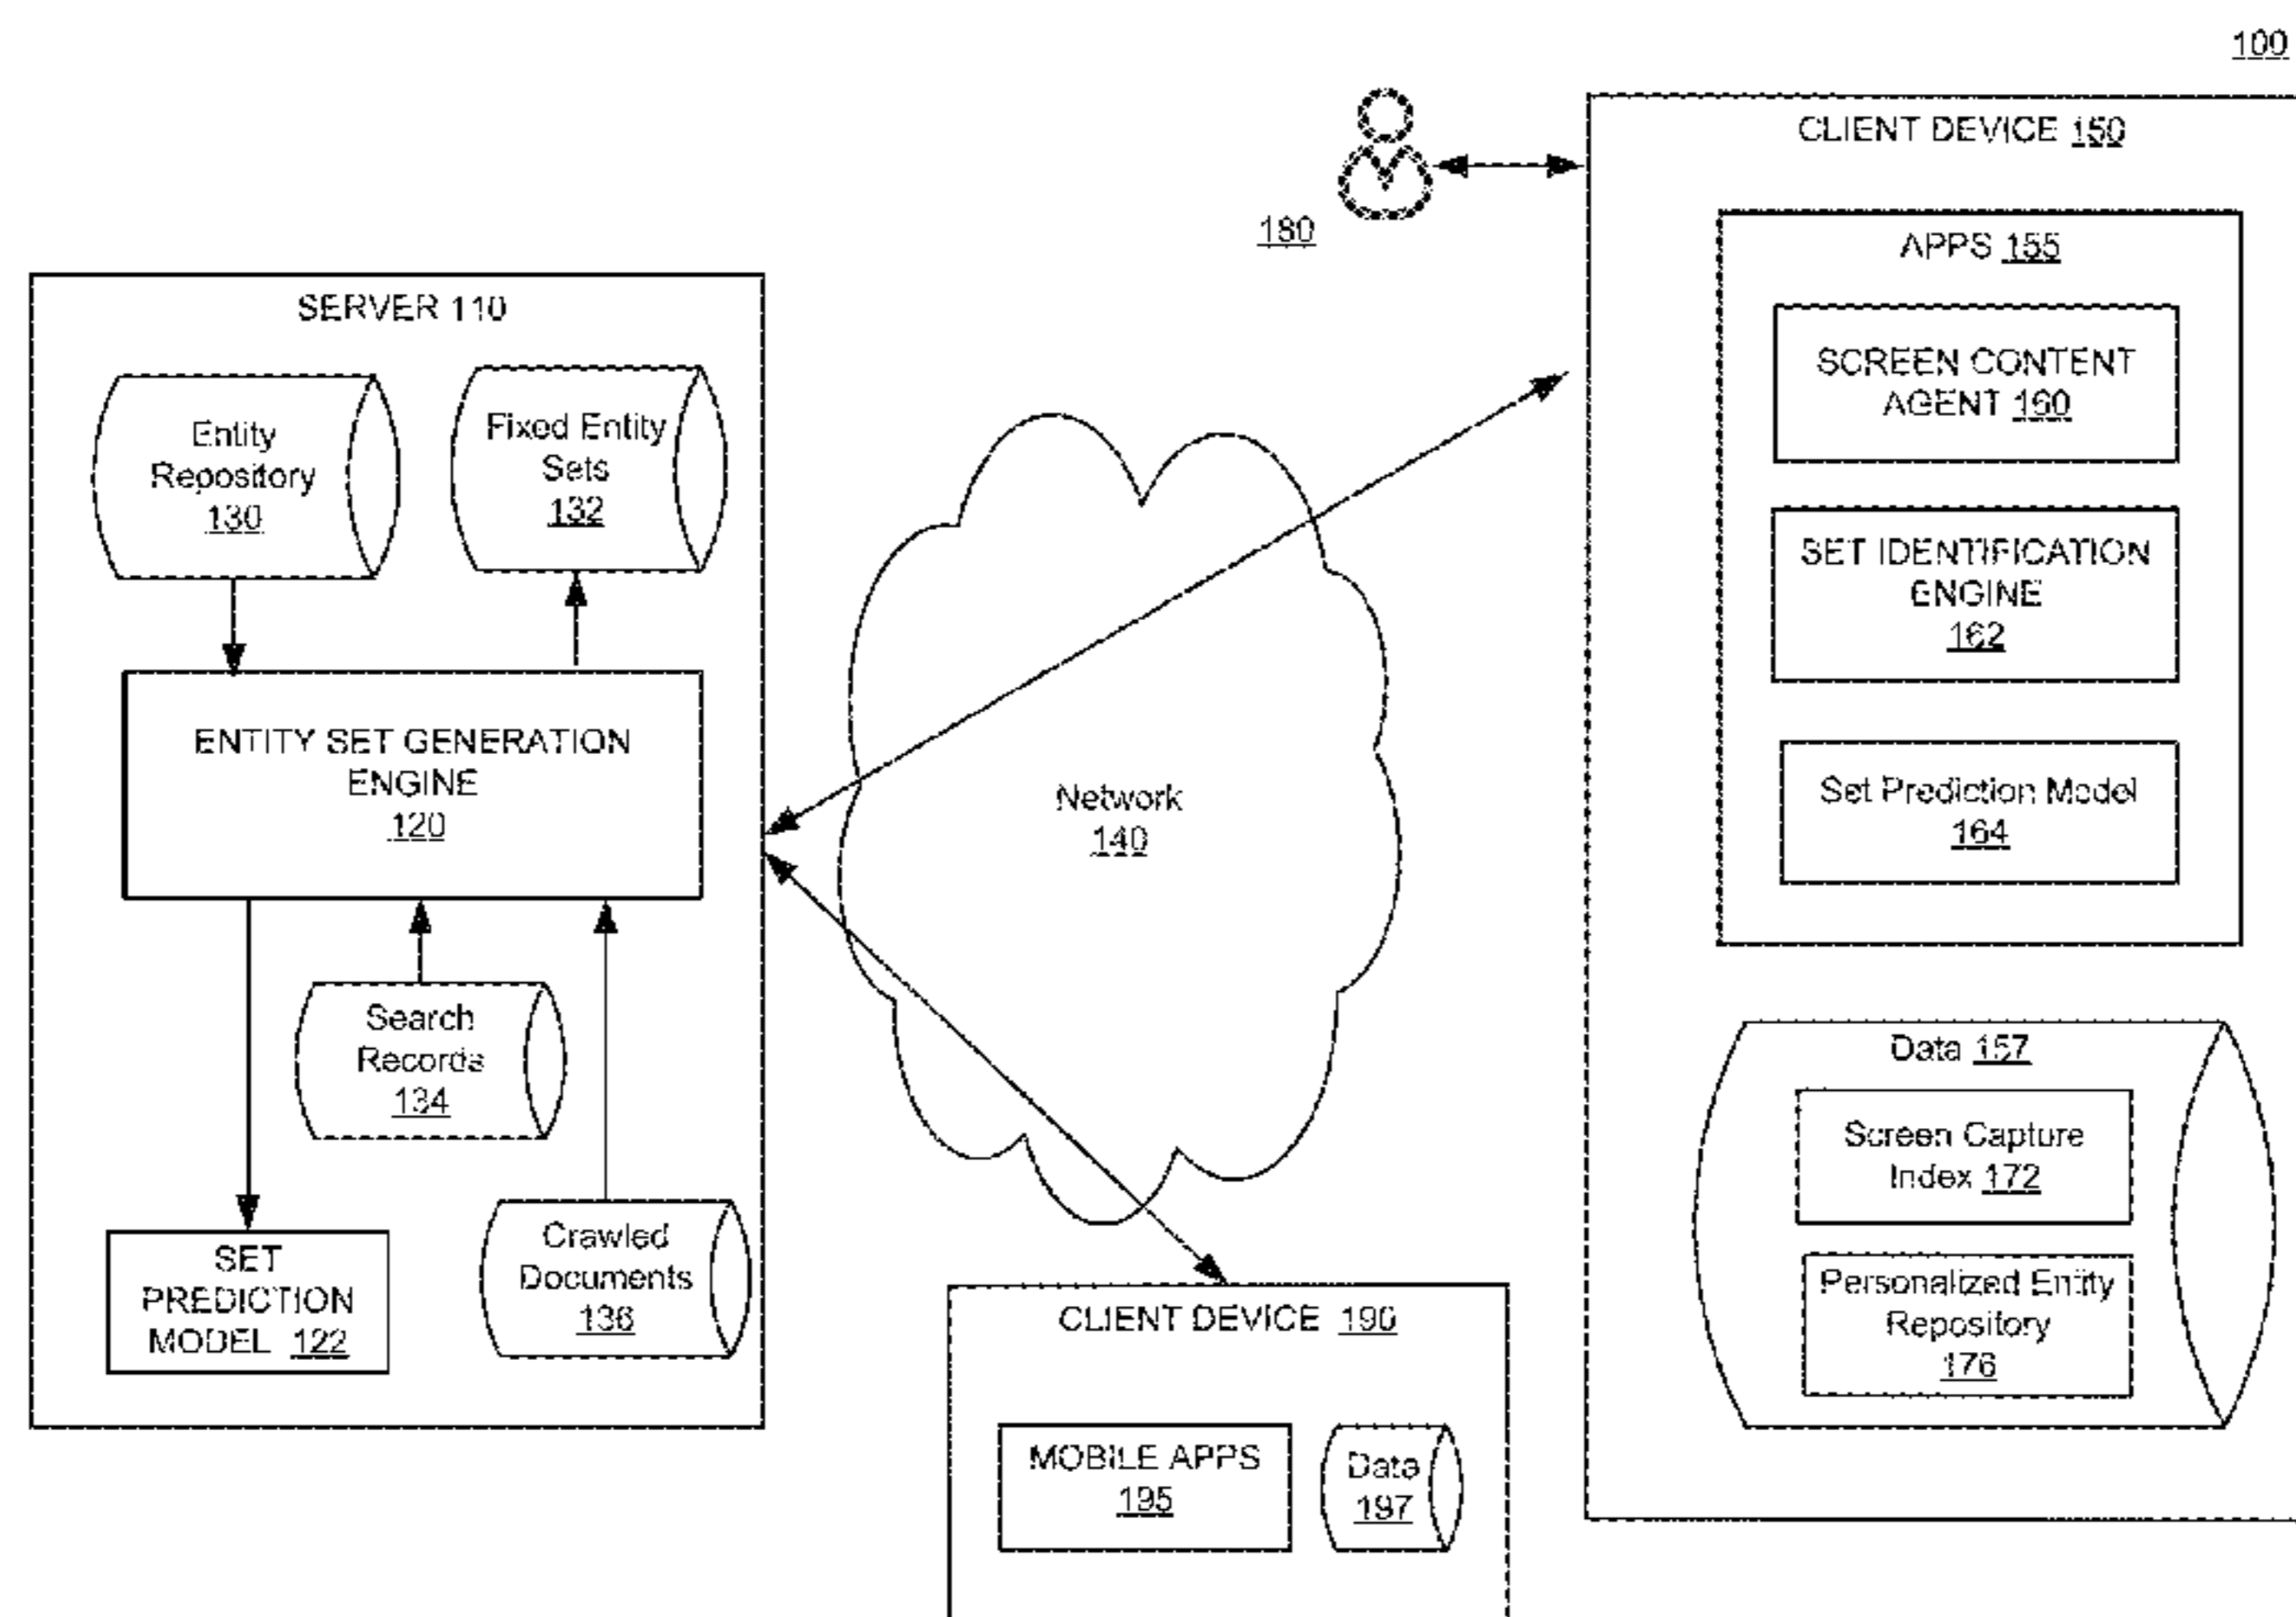 100
CLIENT DEVICE 150
180
APPS 155
SCREEN CONTENT
AGENT 160
SET IDENTIFICATION
ENGINE
162
Set Prediction Model
164
Data 157
Screen Capture
Index 172
Personalized Entity
Repository
176
SERVER 110
Entity
Repository
130
Fixed Entity
Sets
132
ENTITY SET GENERATION
ENGINE
120
Search
Records
134
Crawled
Documents
136
SET
PREDICTION
MODEL 122
Network
140
CLIENT DEVICE 190
MOBILE APPS
195
Data
197